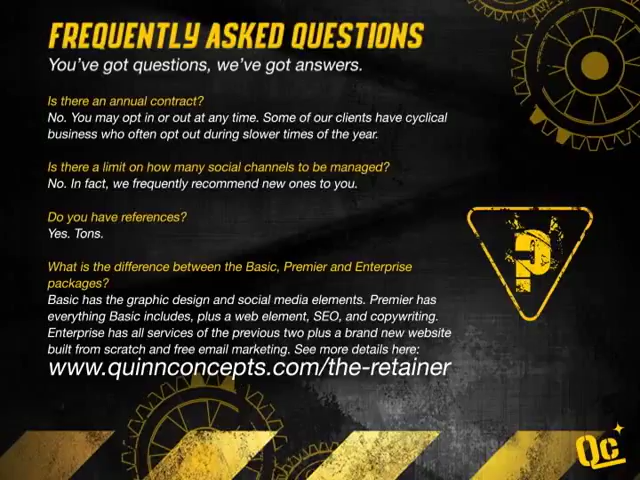 FREQUENTLY ASKED QUESTIONS
You've got questions, we've got answers.
Is there an annual contract?
No. You may opt in or out at any time. Some of our clients have cyclical
business who often opt out during slower times of the year.
Is there a limit on how many social channels to be managed?
No. In fact, we frequently recommend new ones to you.
Do you have references?
Yes. Tons.
What is the difference between the Basic, Premier and Enterprise
packages?
Basic has the graphic design and social media elements. Premier has
everything Basic includes, plus a web element, SEO, and copywriting.
Enterprise has all services of the previous two plus a brand new website
built from scratch and free email marketing. See more details here:
www.quinnconcepts.com/the-retainer
?
Qc